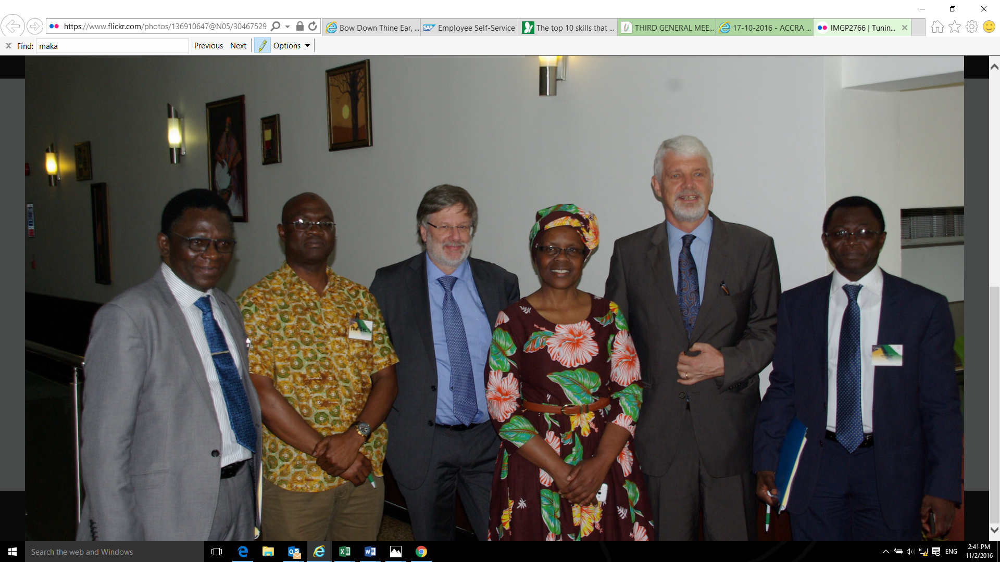 https://www.flickr.com/photos/136910647@N05/30467529
Bow Down Thine Ear, ...
SAP Employee Self-Service
The top 10 skills that ...
THIRD GENERAL MEE...
17-10-2016 - ACCRA ...
IMGP2766 | Tunin...
Find: maka
Previous
Next
Options
Search the web and Windows
ENG
2:41 PM
11/2/2016